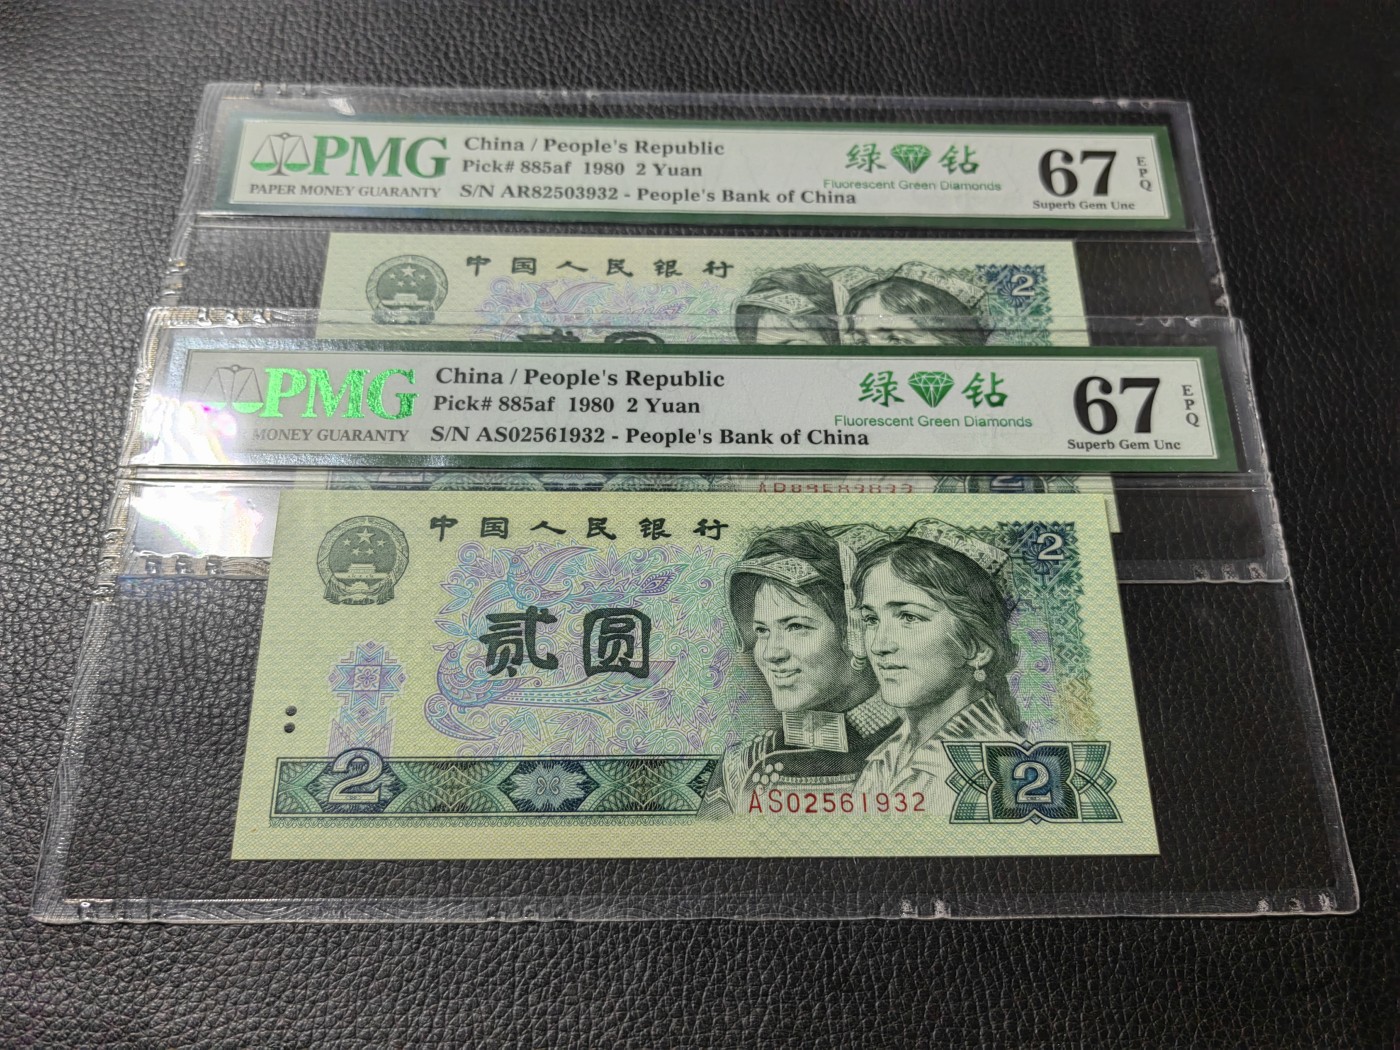 PMG
PAPER MONEY GUARANTY
China / People's Republic
Pick# 885af 1980 2 Yuan
S/N AR82503932 - People's Bank of China
绿 钻
Fluorescent Green Diamonds
67
EPQ
Superb Gem Unc
中国人民银行
2
PMG
MONEY GUARANTY
China / People's Republic
Pick# 885af 1980 2 Yuan
S/N AS02561932 - People's Bank of China
绿 钻
Fluorescent Green Diamonds
67
EPQ
Superb Gem Unc
中国人民银行
2
贰圆
2
AS02561932
2